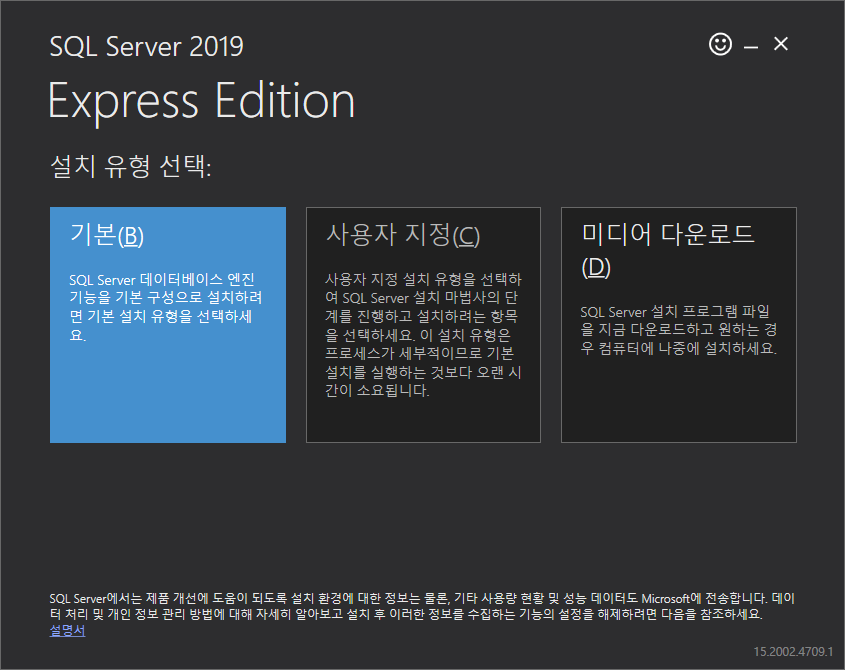 SQL Server 2019
Express Edition
설치 유형 선택:
기본(B)
SQL Server 데이터베이스 엔진
기능을 기본 구성으로 설치하려
면 기본 설치 유형을 선택하세
요.
사용자 지정(C)
사용자 지정 설치 유형을 선택하
여 SQL Server 설치 마법사의 단
계를 진행하고 설치하려는 항목
을 선택하세요. 이 설치 유형은
프로세스가 세부적이므로 기본
설치를 실행하는 것보다 오랜 시
간이 소요됩니다.
미디어 다운로드
(D)
SQL Server 설치 프로그램 파일
을 지금 다운로드하고 원하는 경
우 컴퓨터에 나중에 설치하세요.
SQL Server에서는 제품 개선에 도움이 되도록 설치 환경에 대한 정보는 물론, 기타 사용량 현황 및 성능 데이터도 Microsoft에 전송합니다. 데이
터 처리 및 개인 정보 관리 방법에 대해 자세히 알아보고 설치 후 이러한 정보를 수집하는 기능의 설정을 해제하려면 다음을 참조하세요.
설명서
15.2002.4709.1